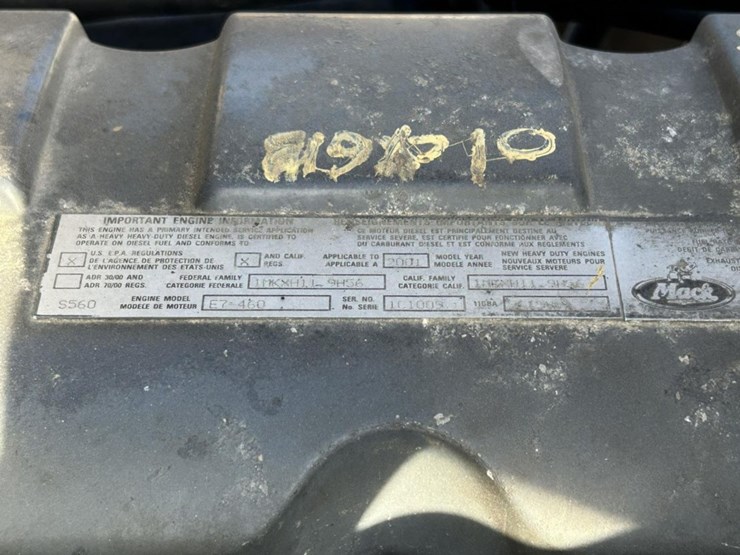 IMPORTANT ENGINE INFORMATION
THIS ENGINE HAS A PRIMARY INTENDED SERVICE APPLICATION
AS A HEAVY HEAVY-DUTY DIESEL ENGINE, IS CERTIFIED TO
OPERATE ON DIESEL FUEL AND CONFORMS TO:
CE MOTEUR DIESEL EST PRINCIPALEMENT DESTINE AU
SERVICE SEVERE, EST CERTIFIE POUR FONCTIONNER AVEC
DU CARBURANT DIESEL ET EST CONFORME AUX REGLEMENTS
X U.S. E.P.A. REGULATIONS
DE L'AGENCE DE PROTECTION DE
L'ENVIRONNEMENT DES ETATS-UNIS
X AND CALIF.
REGS.
APPLICABLE TO
APPLICABLE A
2001
MODEL YEAR
MODELE ANNEE
NEW HEAVY DUTY ENGINES
NOUVEAUX MOTEURS POUR
SERVICE SERVERE
ADR 30/00 AND
ADR 70/00 REGS.
FEDERAL FAMILY
CATEGORIE FEDERALE
1MKXH11.9H56
CALIF. FAMILY
CATEGORIE CALIF.
S560
ENGINE MODEL
MODELE DE MOTEUR
E7-460
SER. NO.
No SERIE
Mack